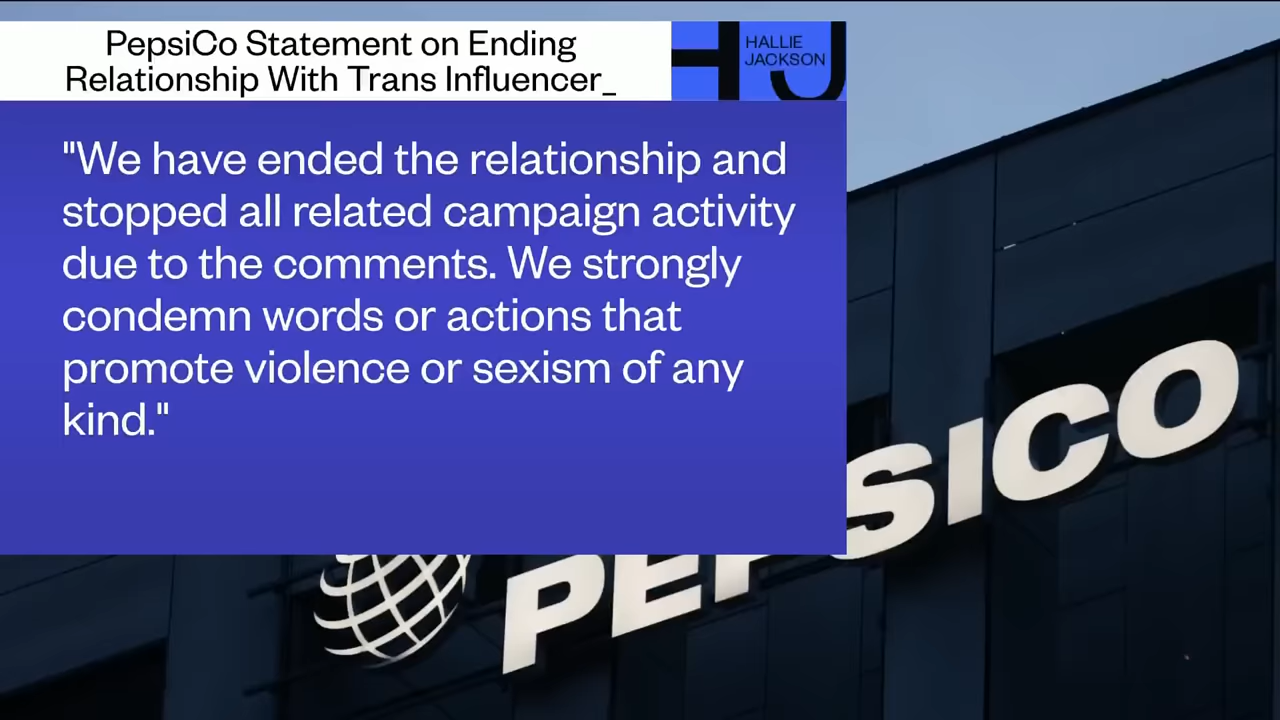 PepsiCo Statement on Ending
Relationship With Trans Influencer_
HALLIE
JACKSON
"We have ended the relationship and
stopped all related campaign activity
due to the comments. We strongly
condemn words or actions that
promote violence or sexism of any
kind."
PEPSICO